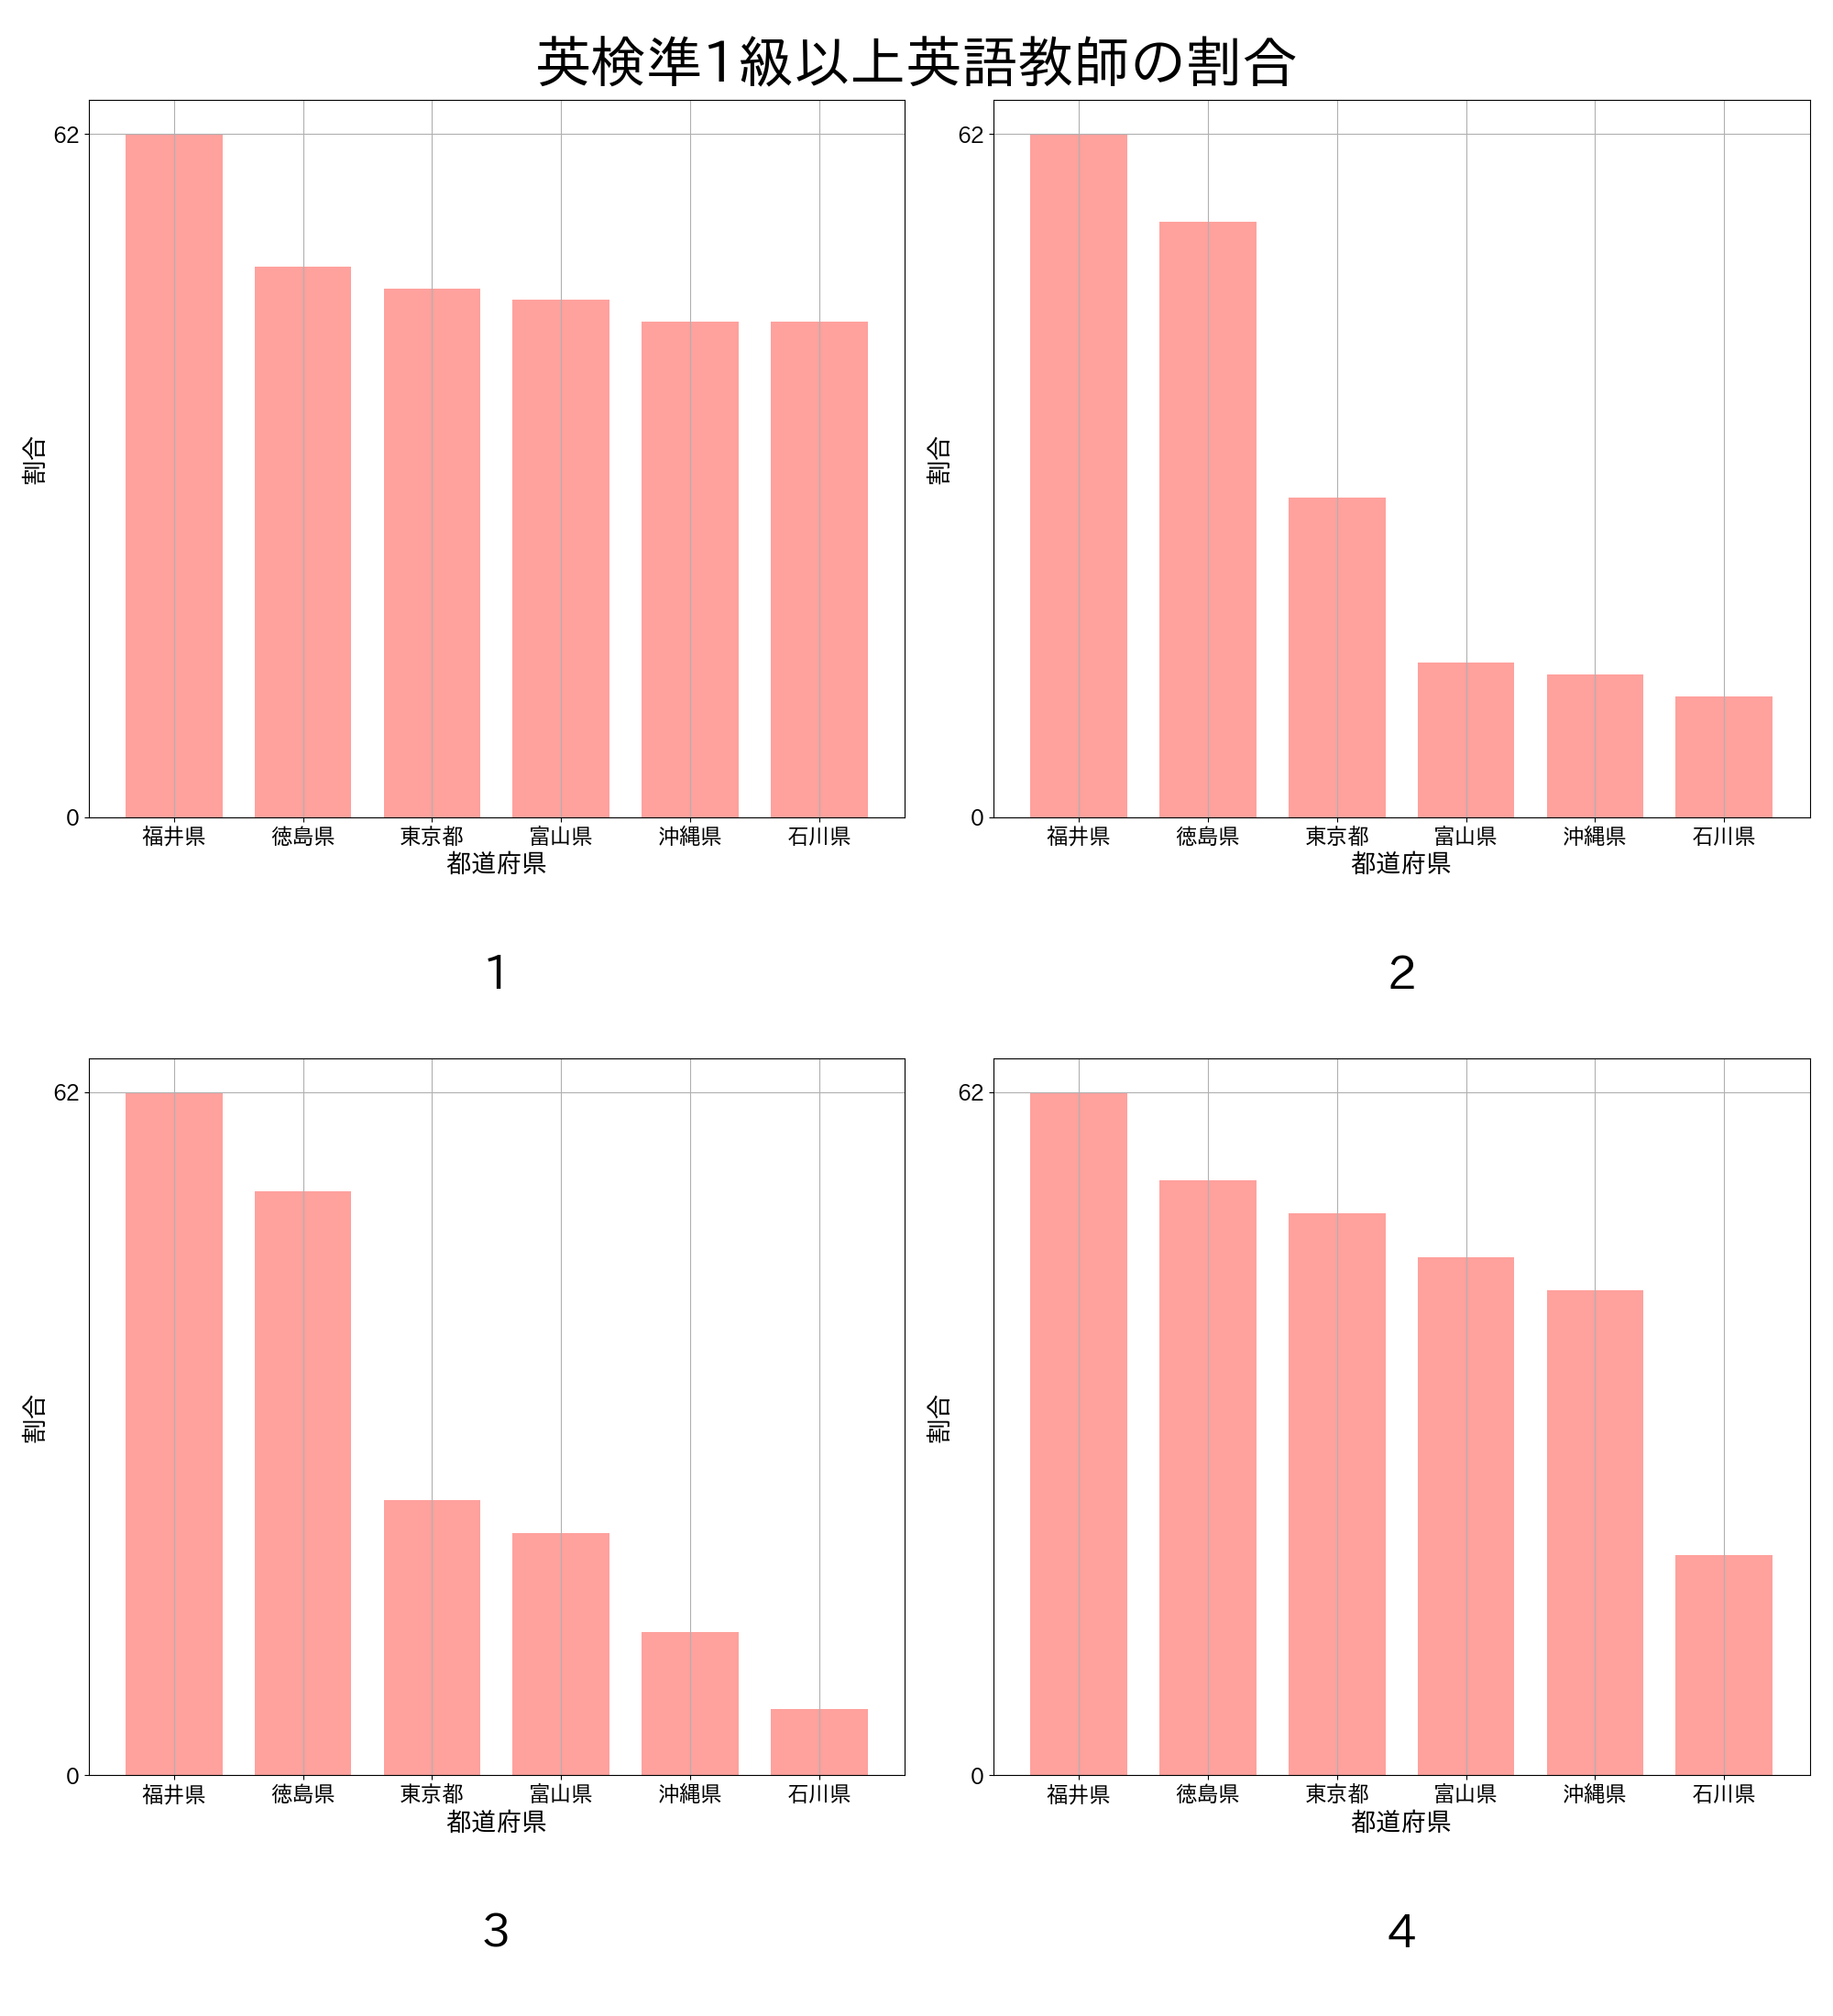 英検準1級以上英語教師の割合
62
0
割合
福井県 徳島県 東京都 富山県 沖縄県 石川県
都道府県
1
62
0
割合
福井県 徳島県 東京都 富山県 沖縄県 石川県
都道府県
2
62
0
割合
福井県 徳島県 東京都 富山県 沖縄県 石川県
都道府県
3
62
0
割合
福井県 徳島県 東京都 富山県 沖縄県 石川県
都道府県
4